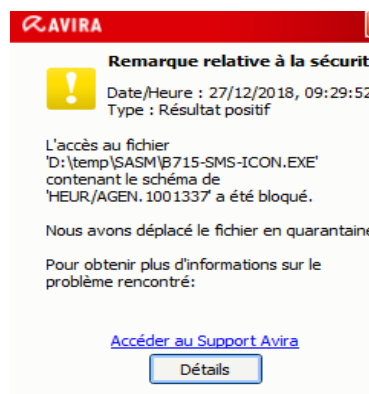 AVIRA
Remarque relative à la sécurit
Date/Heure : 27/12/2018, 09:29:52
Type : Résultat positif
L'accès au fichier
'D:\temp\SASM\B715-SMS-ICON.EXE'
contenant le schéma de
'HEUR/AGEN.1001337' a été bloqué.
Nous avons déplacé le fichier en quarantaine
Pour obtenir plus d'informations sur le
problème rencontré:
Accéder au Support Avira
Détails